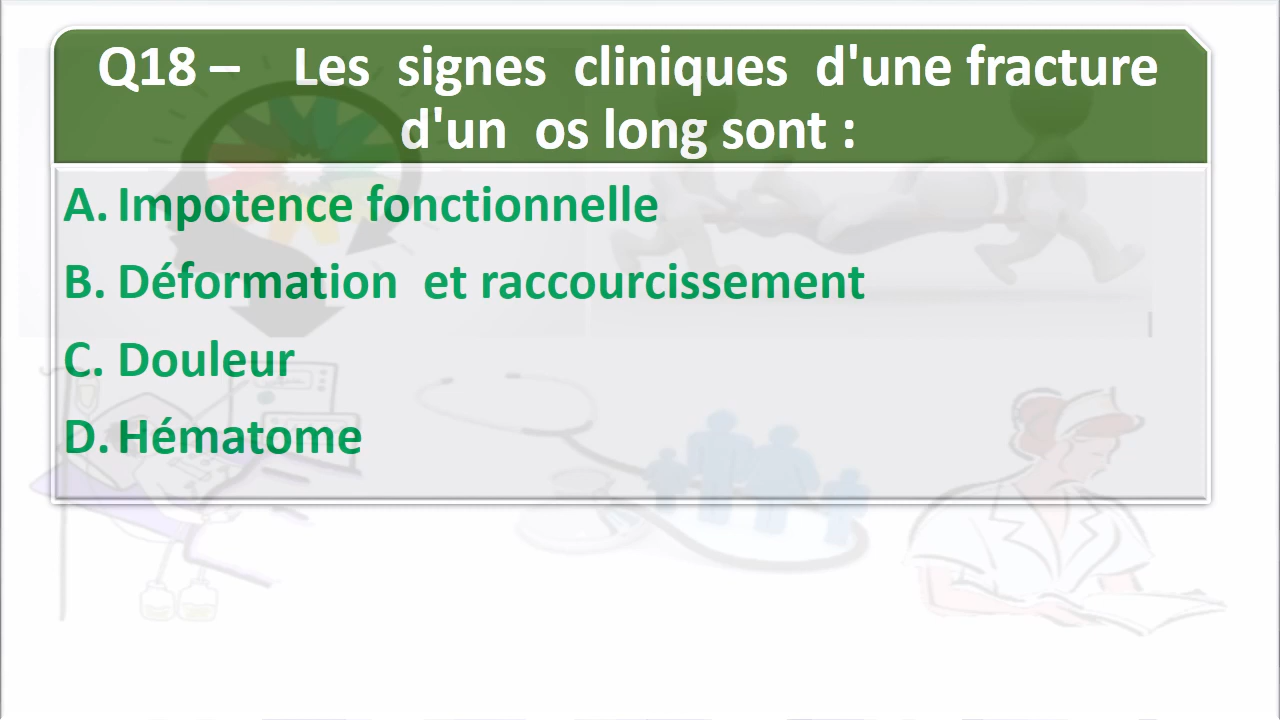 Q18 – Les signes cliniques d'une fracture
d'un os long sont :
A. Impotence fonctionnelle
B. Déformation et raccourcissement
C. Douleur
D. Hématome